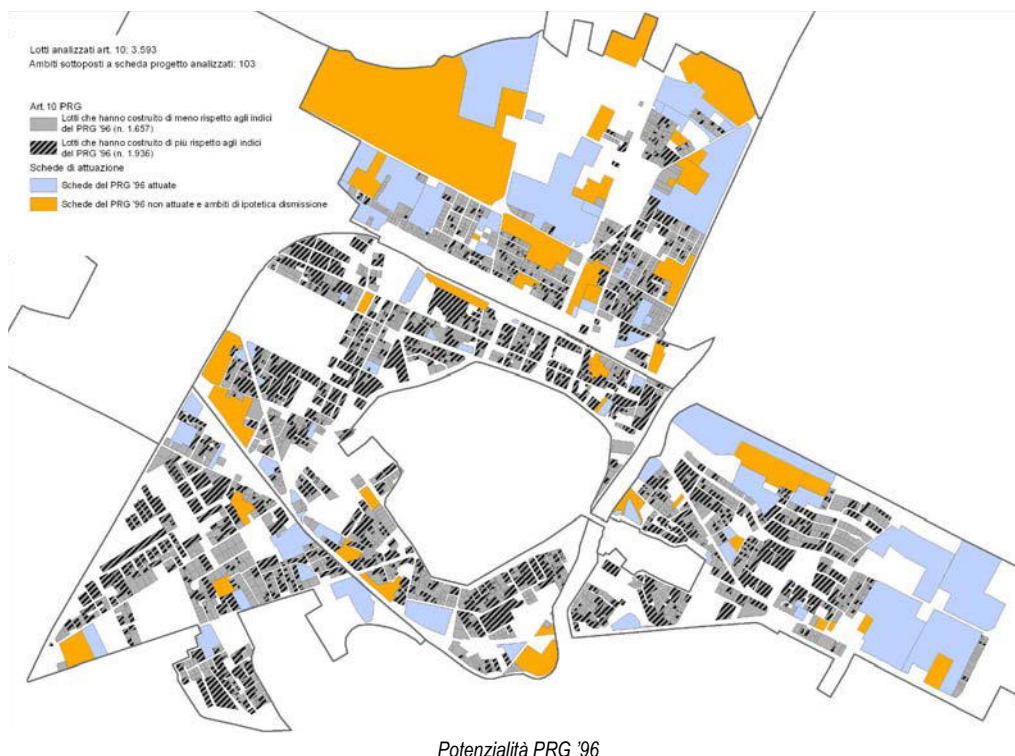 Lotti analizzati art. 10: 3.593
Ambiti sottoposti a scheda progetto analizzati: 103
Art.10 PRG
Lotti che hanno costruito di meno rispetto agli indici
del PRG '96 (n. 1.657)
Lotti che hanno costruito di più rispetto agli indici
del PRG '96 (n. 1.936)
Schede di attuazione
Schede del PRG '96 attuate
Schede del PRG '96 non attuate e ambiti di ipotetica dismissione
Potenzialità PRG '96